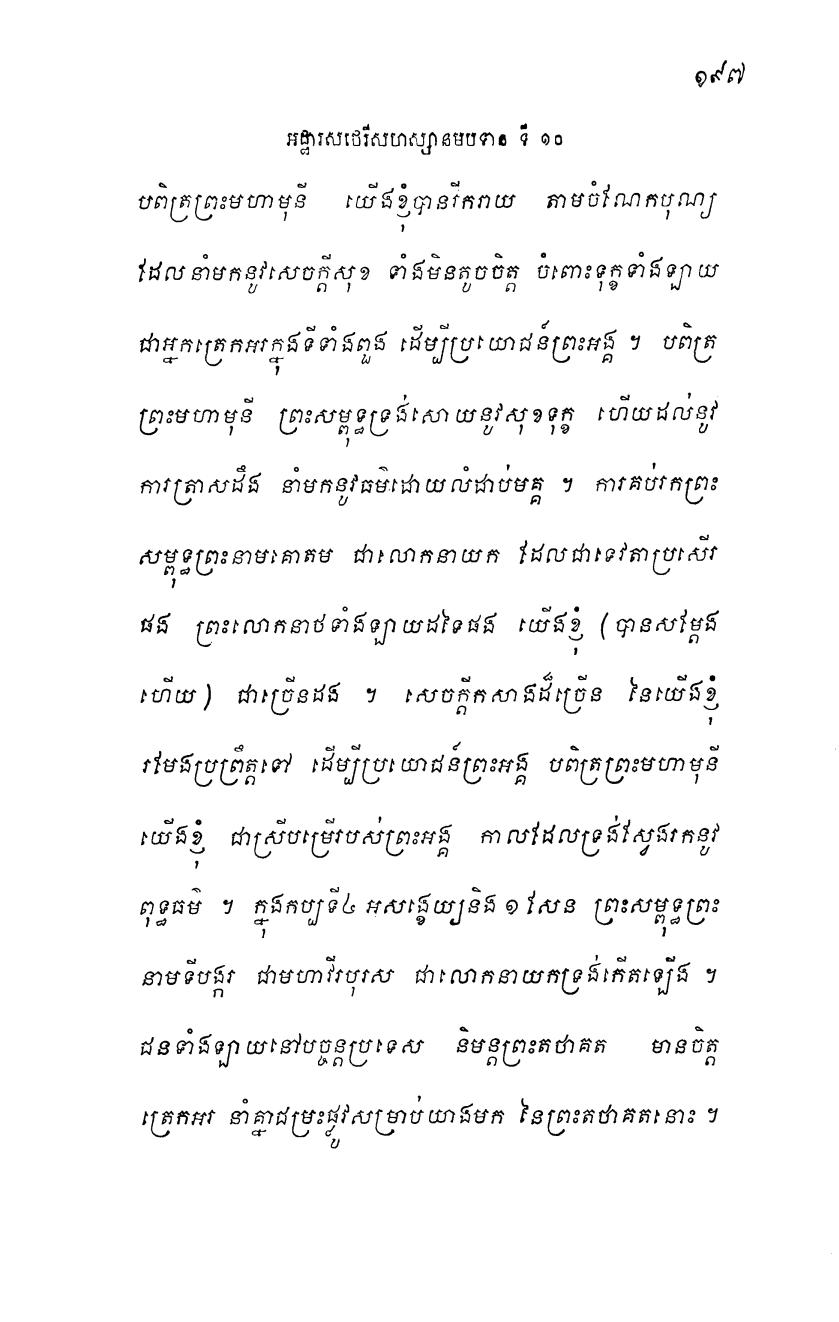 ១៩៧
អដ្ឋារសថេរីសហស្សានមបទាន ទី ១០
បពិត្រព្រះមហាមុនី យើងខ្ញុំបានរីករាយ តាមចំណែកបុណ្យ
ដែលនាំមកនូវសេចក្តីសុខ ទាំងមិនតូចចិត្ត ចំពោះទុក្ខទាំងឡាយ
ជាអ្នកត្រេកអរក្នុងទីទាំងពួង ដើម្បីប្រយោជន៍ព្រះអង្គ ។ បពិត្រ
ព្រះមហាមុនី ព្រះសម្ពុទ្ធទ្រង់សោយនូវសុខទុក្ខ ហើយដល់នូវ
ការត្រាសដឹង នាំមកនូវធម៌ដោយលំដាប់មគ្គ ។ ការគប់រកព្រះ
សម្ពុទ្ធព្រះនាមគោតម ជាលោកនាយក ដែលជាទេវតាប្រសើរ
ផង ព្រះលោកនាថទាំងឡាយដទៃផង យើងខ្ញុំ (បានសម្តែង
ហើយ) ជាច្រើនដង ។ សេចក្តីកសាងដ៏ច្រើន នៃយើងខ្ញុំ
រមែងប្រព្រឹត្តទៅ ដើម្បីប្រយោជន៍ព្រះអង្គ បពិត្រព្រះមហាមុនី
យើងខ្ញុំ ជាស្រីបម្រើរបស់ព្រះអង្គ កាលដែលទ្រង់ស្វែងរកនូវ
ពុទ្ធធម៌ ។ ក្នុងកប្បទី៤ អសង្ខេយ្យនិង ១ សែន ព្រះសម្ពុទ្ធព្រះ
នាមទីបង្ករ ជាមហាវីរបុរស ជាលោកនាយកទ្រង់កើតឡើង ។
ជនទាំងឡាយនៅបច្ចន្តប្រទេស និមន្តព្រះតថាគត មានចិត្ត
ត្រេកអរ នាំគ្នាជម្រះផ្លូវសម្រាប់យាងមក នៃព្រះតថាគតនោះ ។